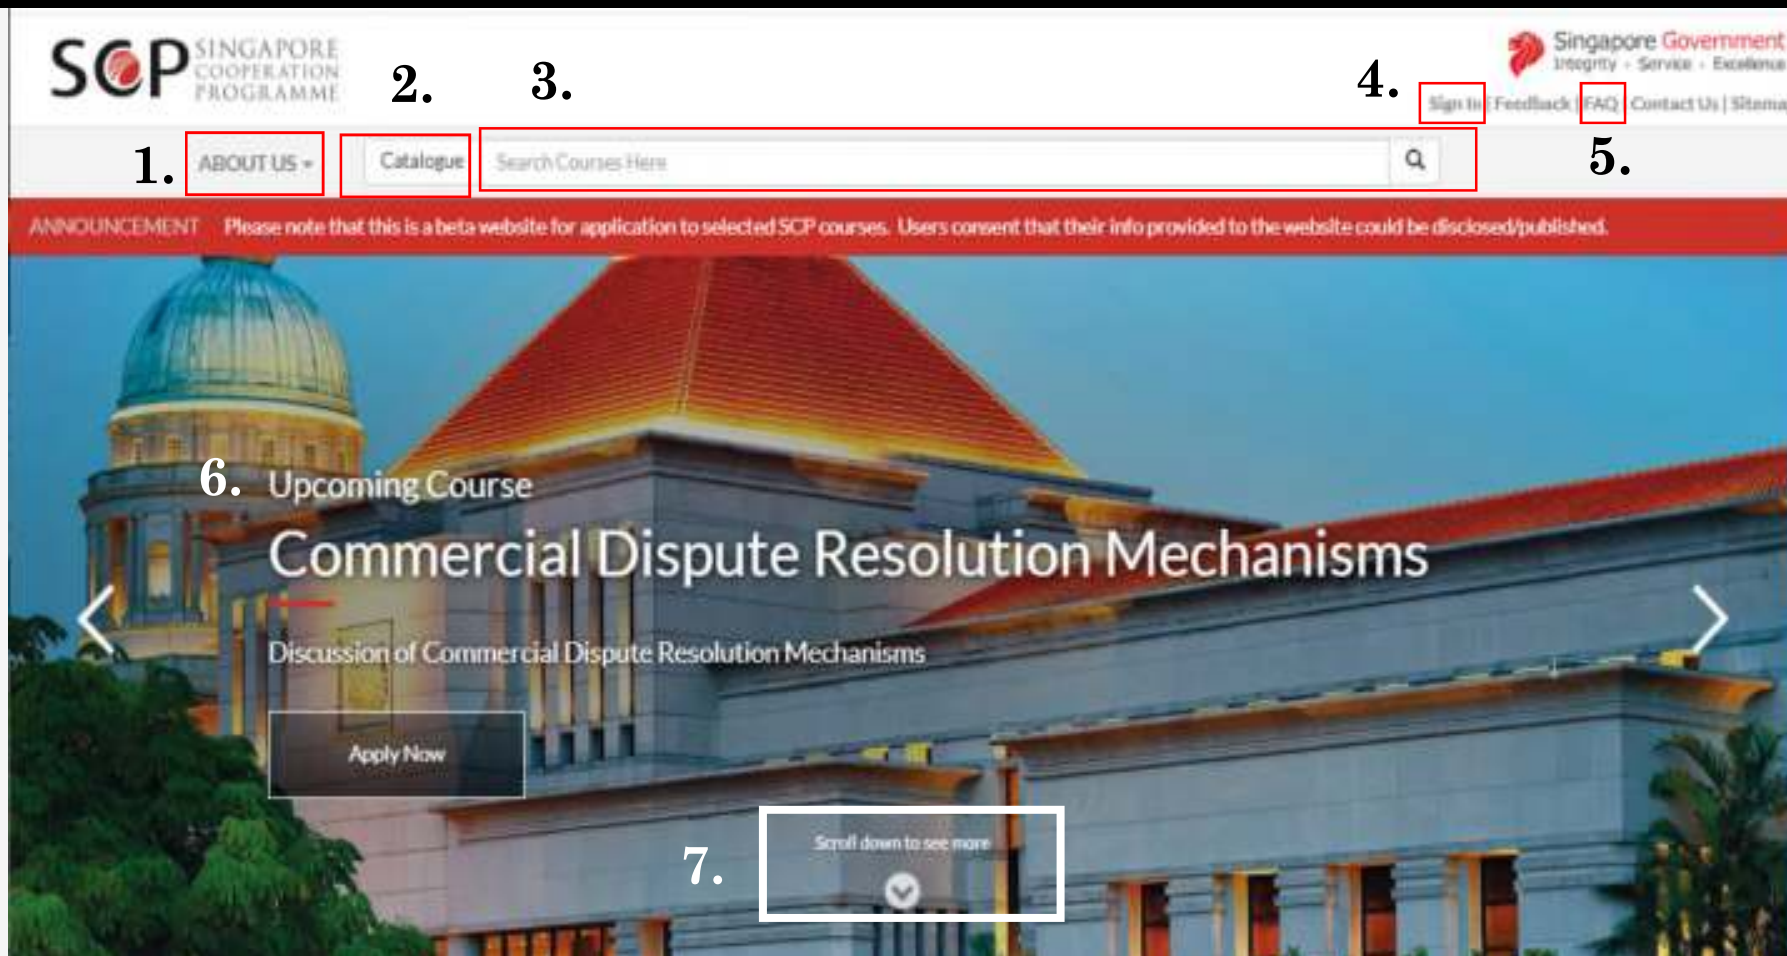 SCP SINGAPORE
COOPERATION
PROGRAMME
Singapore Government
Integrity · Service · Excellence
2.
3.
4.
Sign In | Feedback | FAQ Contact Us | Sitema
1.
ABOUT US
Catalogue
Search Courses Here
5.
ANNOUNCEMENT Please note that this is a beta website for application to selected SCP courses. Users consent that their info provided to the website could be disclosed/published.
6.
Upcoming Course
Commercial Dispute Resolution Mechanisms
Discussion of Commercial Dispute Resolution Mechanisms
Apply Now
7.
Scroll down to see more